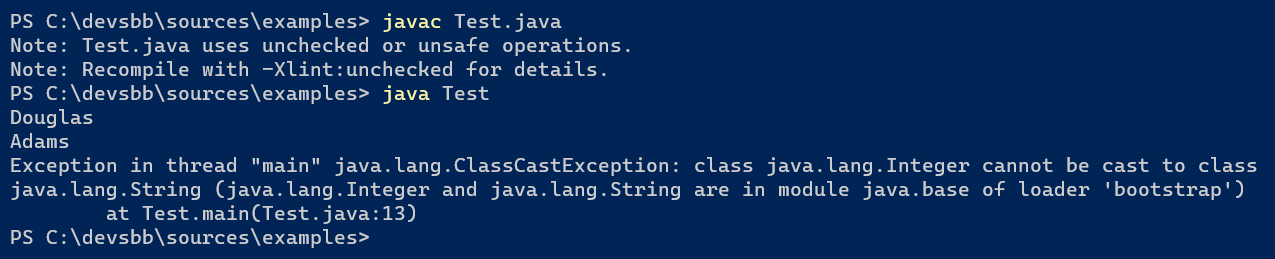 PS C:\devsbb\sources\examples> javac Test.java
Note: Test.java uses unchecked or unsafe operations.
Note: Recompile with -Xlint:unchecked for details.
PS C:\devsbb\sources\examples> java Test
Douglas
Adams
Exception in thread "main" java.lang.ClassCastException: class java.lang.Integer cannot be cast to class
java.lang.String (java.lang.Integer and java.lang.String are in module java.base of loader 'bootstrap')
        at Test.main(Test.java:13)
PS C:\devsbb\sources\examples>